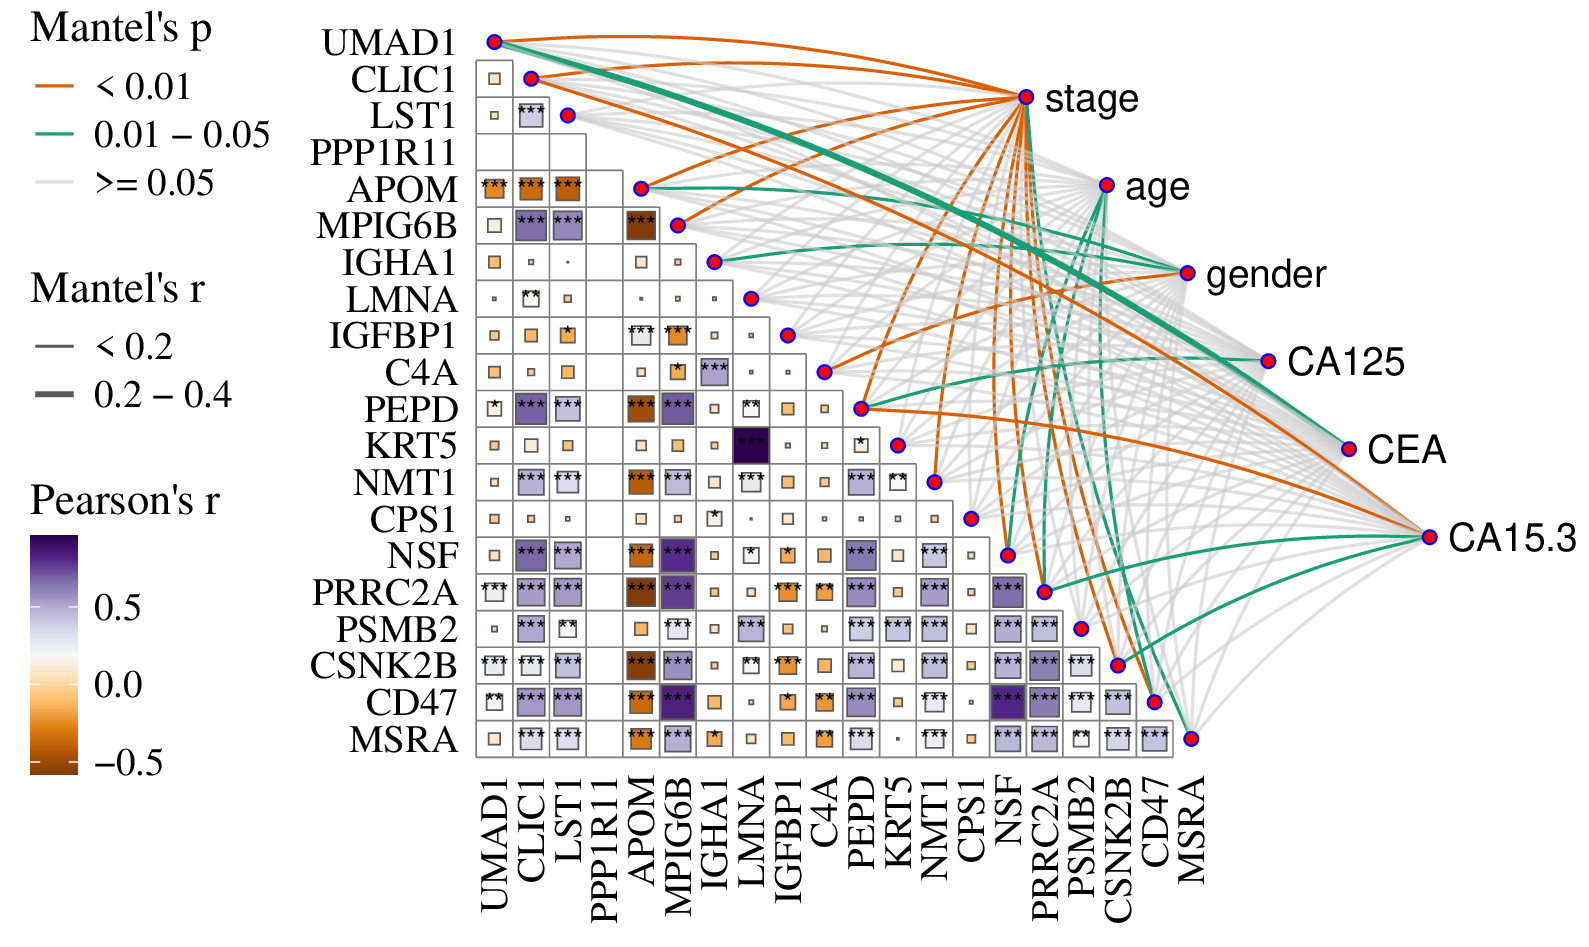 Mantel's p
< 0.01
0.01 – 0.05
>= 0.05
Mantel's r
< 0.2
0.2 – 0.4
Pearson's r
0.5
0.0
−0.5
UMAD1
CLIC1
LST1
PPP1R11
APOM
MPIG6B
IGHA1
LMNA
IGFBP1
C4A
PEPD
KRT5
NMT1
CPS1
NSF
PRRC2A
PSMB2
CSNK2B
CD47
MSRA
stage
age
gender
CA125
CEA
CA15.3
UMAD1
CLIC1
LST1
PPP1R11
APOM
MPIG6B
IGHA1
LMNA
IGFBP1
C4A
PEPD
KRT5
NMT1
CPS1
NSF
PRRC2A
PSMB2
CSNK2B
CD47
MSRA